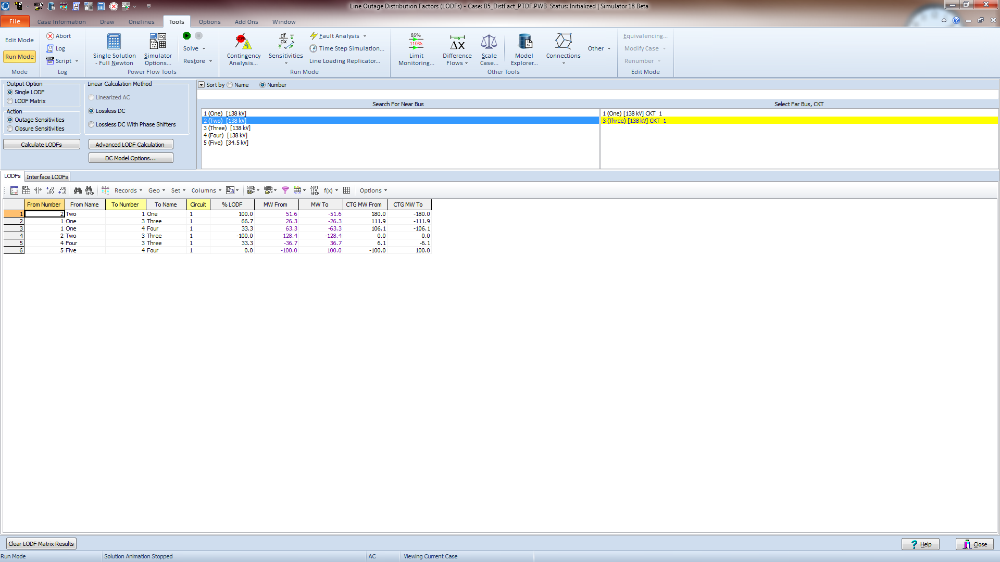 Line Outage Distribution Factors (LODFs) - Case: B5_DistFact_PTDF.PWB Status: Initialized | Simulator 18 Beta
File Case Information Draw Onelines Tools Options Add Ons Window
Edit Mode
Run Mode
Mode
Abort
Log
Script
Log
Single Solution
- Full Newton
Simulator
Options...
Solve
Restore
Power Flow Tools
Contingency
Analysis...
Sensitivities
Fault Analysis
Time Step Simulation...
Line Loading Replicator...
Run Mode
85%
110%
Limit
Monitoring...
ΔX
Difference
Flows
Scale
Case...
Model
Explorer...
Connections
Other
Other Tools
Equivalencing...
Modify Case
Renumber
Edit Mode
Output Option
Single LODF
LODF Matrix
Action
Outage Sensitivities
Closure Sensitivities
Calculate LODFs
Linear Calculation Method
Linearized AC
Lossless DC
Lossless DC With Phase Shifters
Advanced LODF Calculation
DC Model Options...
Sort by Name Number
Search For Near Bus
1 (One) [138 kV]
2 (Two) [138 kV]
3 (Three) [138 kV]
4 (Four) [138 kV]
5 (Five) [34.5 kV]
Select Far Bus, CKT
1 (One) [138 kV] CKT 1
3 (Three) [138 kV] CKT 1
LODFs Interface LODFs
Records Geo Set Columns f(x) Options
From Number From Name To Number To Name Circuit % LODF MW From MW To CTG MW From CTG MW To
1 2 Two 1 One 1 100.0 51.6 -51.6 180.0 -180.0
2 1 One 3 Three 1 66.7 26.3 -26.3 111.9 -111.9
3 1 One 4 Four 1 33.3 63.3 -63.3 106.1 -106.1
4 2 Two 3 Three 1 -100.0 128.4 -128.4 0.0 0.0
5 4 Four 3 Three 1 33.3 -36.7 36.7 6.1 -6.1
6 5 Five 4 Four 1 0.0 -100.0 100.0 -100.0 100.0
Clear LODF Matrix Results
Help
Close
Run Mode Solution Animation Stopped AC Viewing Current Case